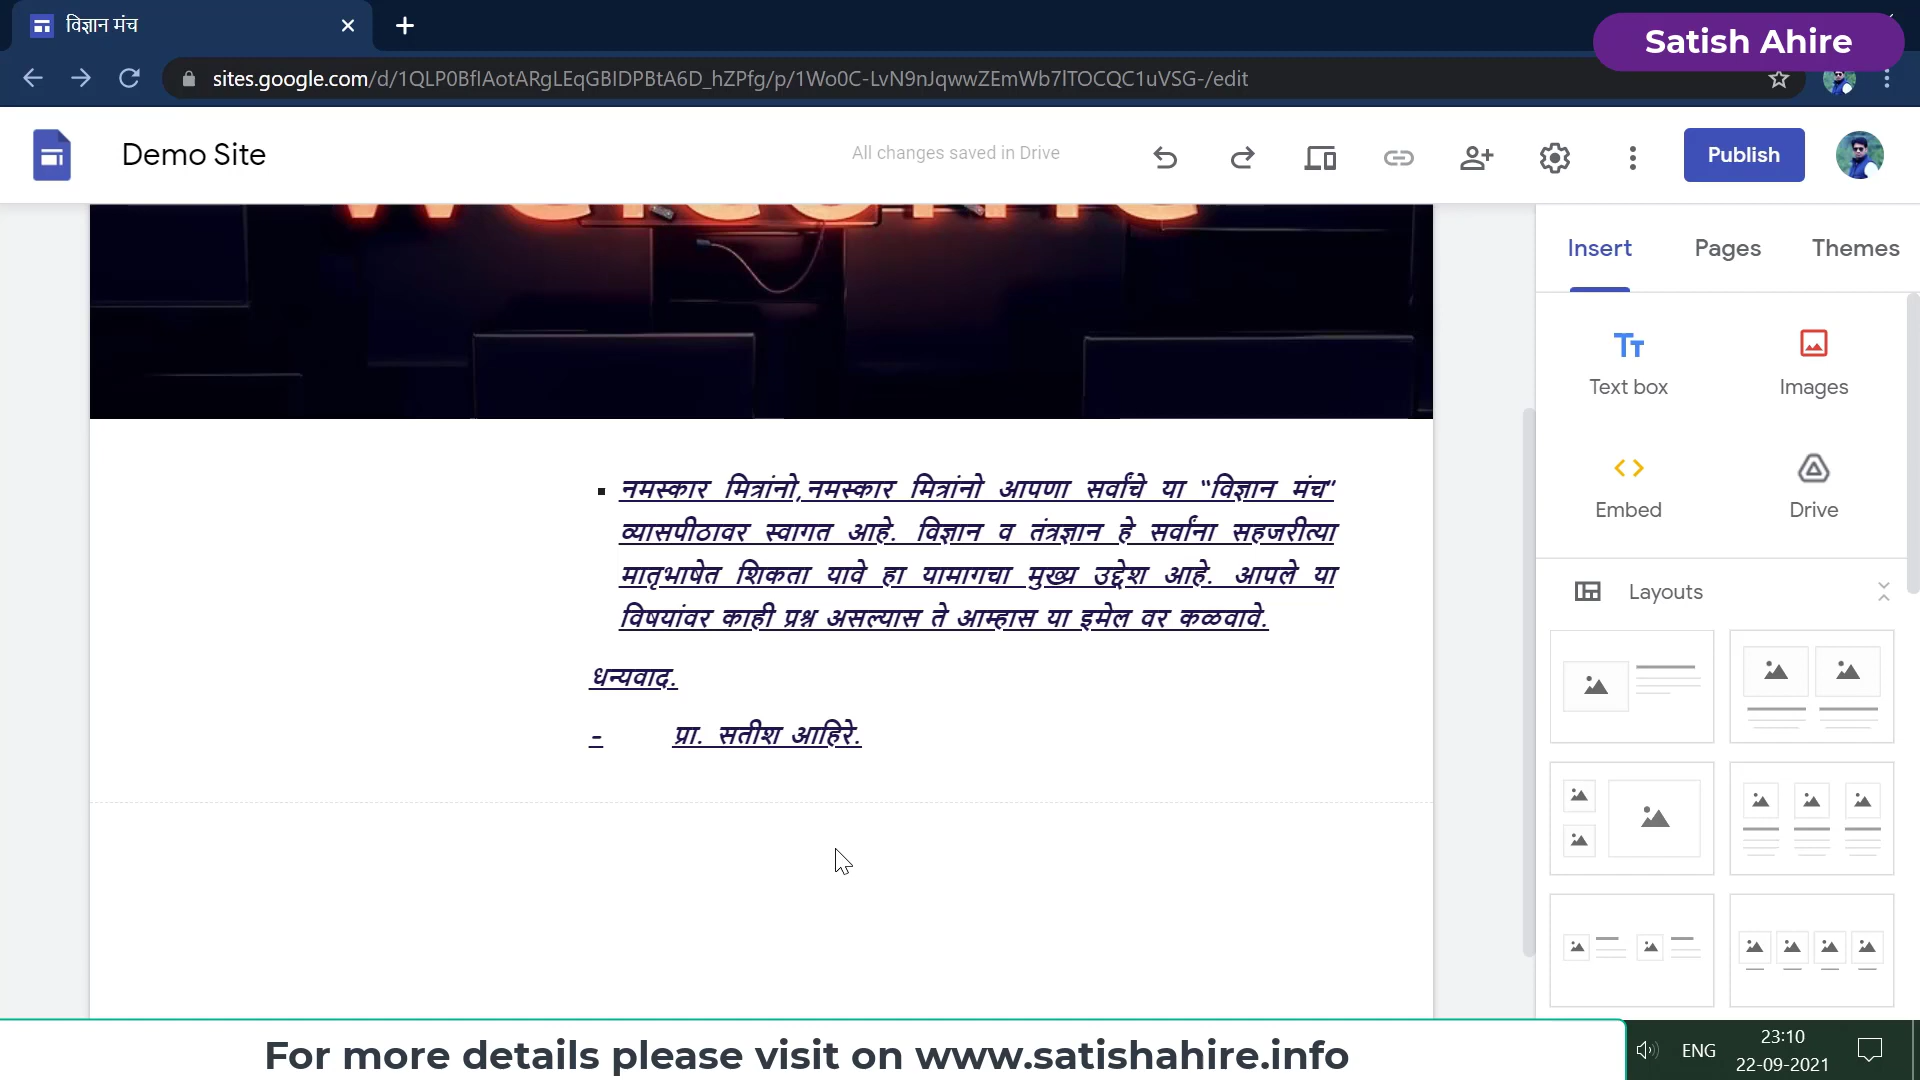 विज्ञान मंच
Satish Ahire
sites.google.com/d/1QLP0BfIAotARgLEqGBIDPBtA6D_hZPfg/p/1Wo0C-LvN9nJqwwZEmWb7lTOCQC1uVSG-/edit
Demo Site
All changes saved in Drive
Publish
Welcome
Insert Pages Themes
Text box Images
Embed Drive
Layouts
नमस्कार मित्रांनो,नमस्कार मित्रांनो आपणा सर्वांचे या “विज्ञान मंच”
व्यासपीठावर स्वागत आहे. विज्ञान व तंत्रज्ञान हे सर्वांना सहजरीत्या
मातृभाषेत शिकता यावे हा यामागचा मुख्य उद्देश आहे. आपले या
विषयांवर काही प्रश्न असल्यास ते आम्हास या इमेल वर कळवावे.
धन्यवाद.
- प्रा. सतीश आहिरे.
For more details please visit on www.satishahire.info
ENG
23:10
22-09-2021